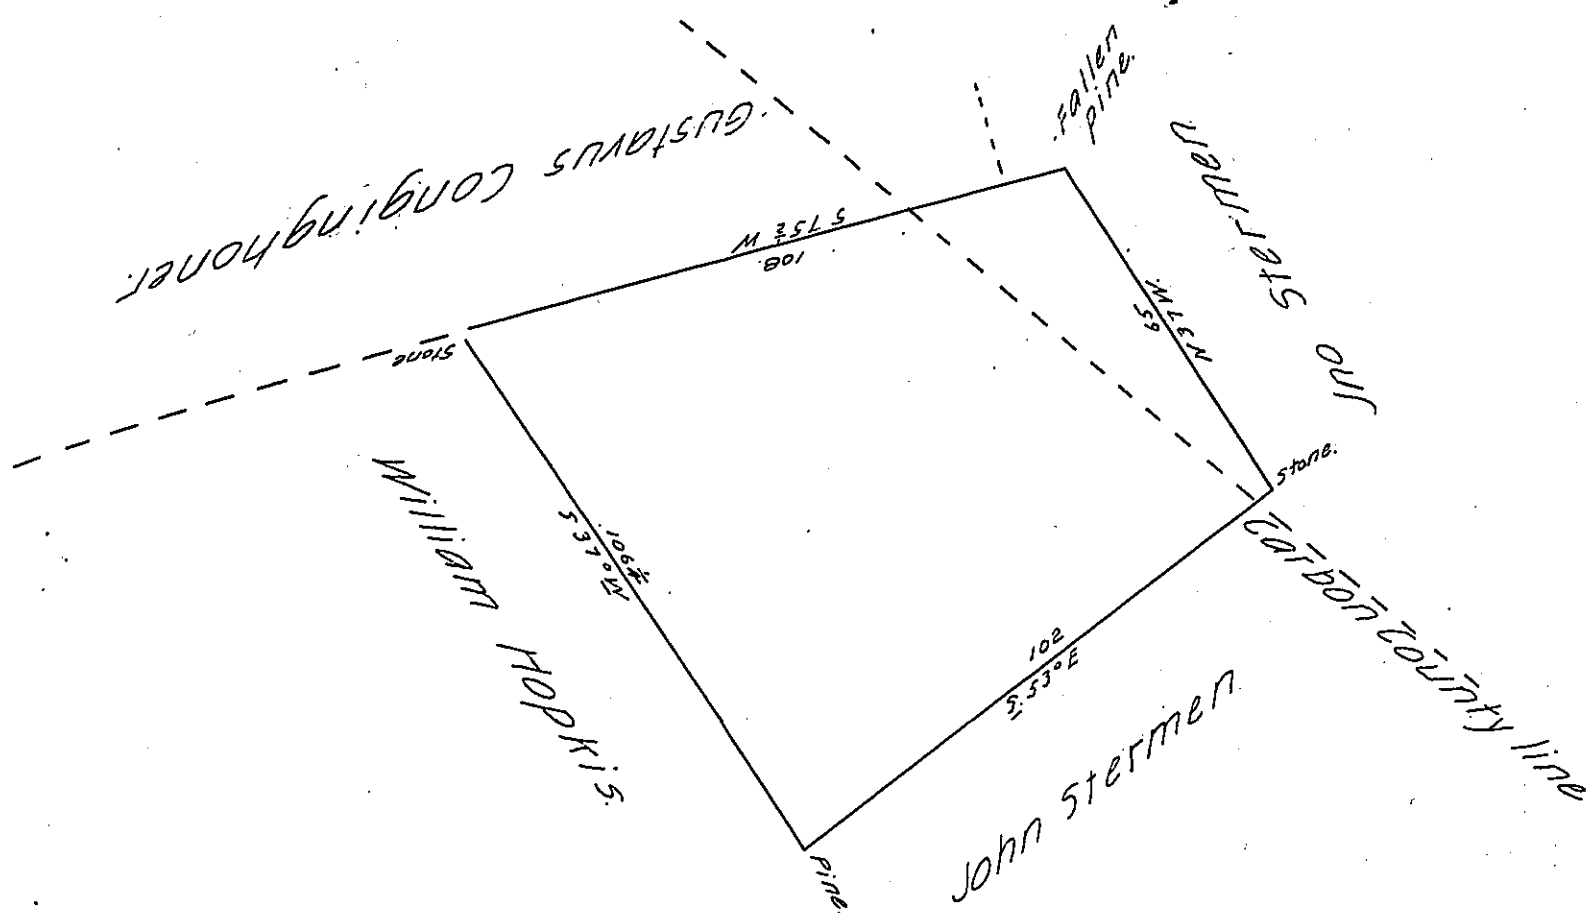 Fallen
pine.
Gustavus Conginghoner.
Jno Stermen
S 75½ W
108.
N 37 W.
65
Stone
Stone.
William Hopkis.
109¼
S 37° W
102
S. 53° E
Carbon County line
John Stermen
Pine.